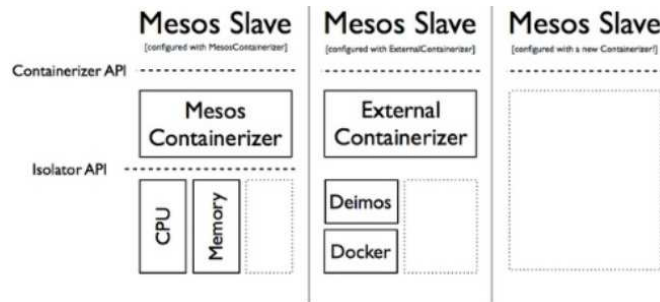 Mesos Slave
[configured with MesosContainerizer]
Mesos Slave
[configured with ExternalContainerizer]
Mesos Slave
[configured with a new Containerizer!]
Containerizer API
Mesos
Containerizer
External
Containerizer
Isolator API
CPU
Memory
Deimos
Docker